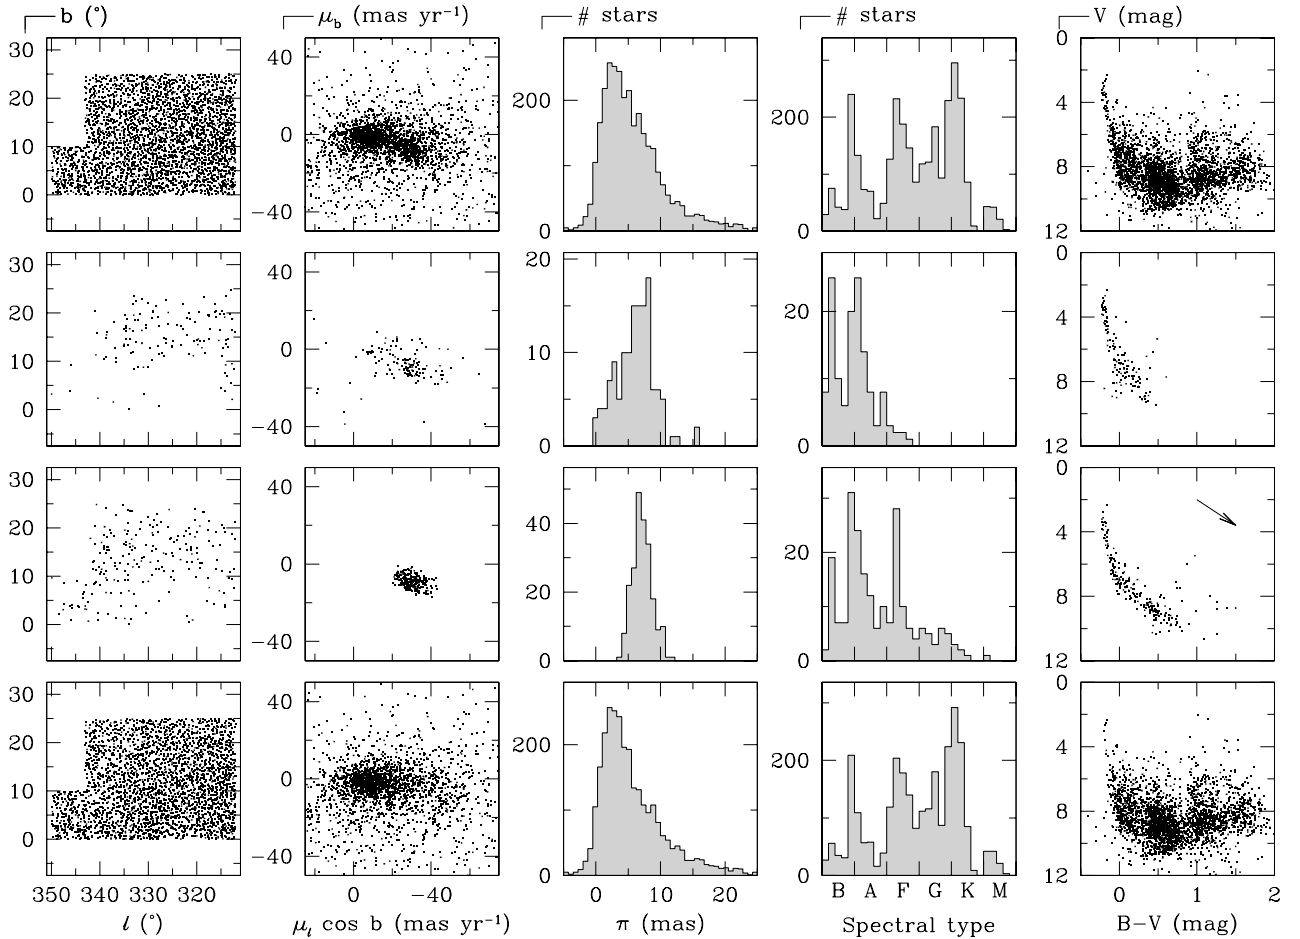 b (°) μb (mas yr⁻¹) # stars # stars V (mag)
30 40 0
20 200 200 4
10 0 8
0 −40 0 0 12
30 40 20 0
20 20 4
10 0 10 8
0 −40 0 0 12
30 40 40 0
20 20 4
10 0 20 8
0 −40 0 0 12
30 40 0
20 200 200 4
10 0 8
0 −40 0 0 12
350 340 330 320 0 −40 0 10 20 B A F G K M 0 1 2
l (°) μl cos b (mas yr⁻¹) π (mas) Spectral type B−V (mag)